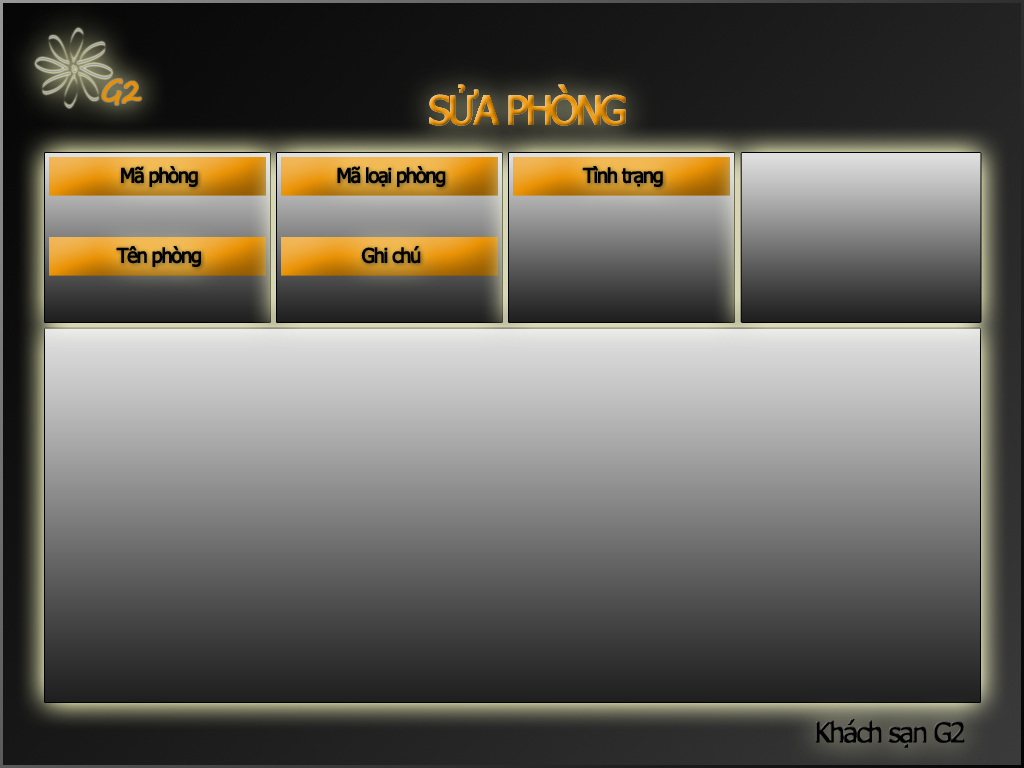 G2
SỬA PHÒNG
Mã phòng
Mã loại phòng
Tình trạng
Tên phòng
Ghi chú
Khách sạn G2